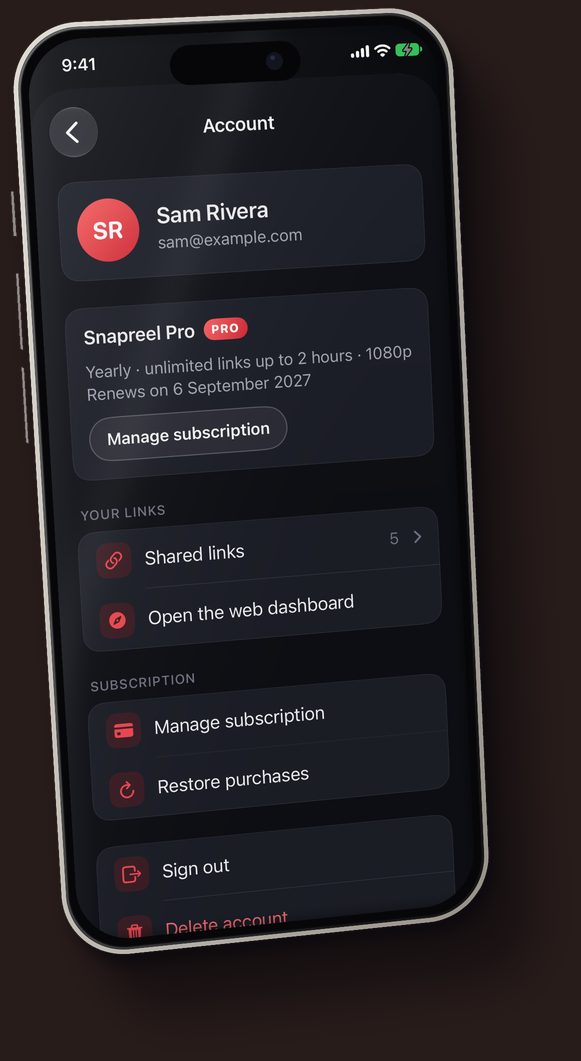 9:41
Account
SR
Sam Rivera
sam@example.com
Snapreel Pro PRO
Yearly · unlimited links up to 2 hours · 1080p
Renews on 6 September 2027
Manage subscription
YOUR LINKS
Shared links 5
Open the web dashboard
SUBSCRIPTION
Manage subscription
Restore purchases
Sign out
Delete account